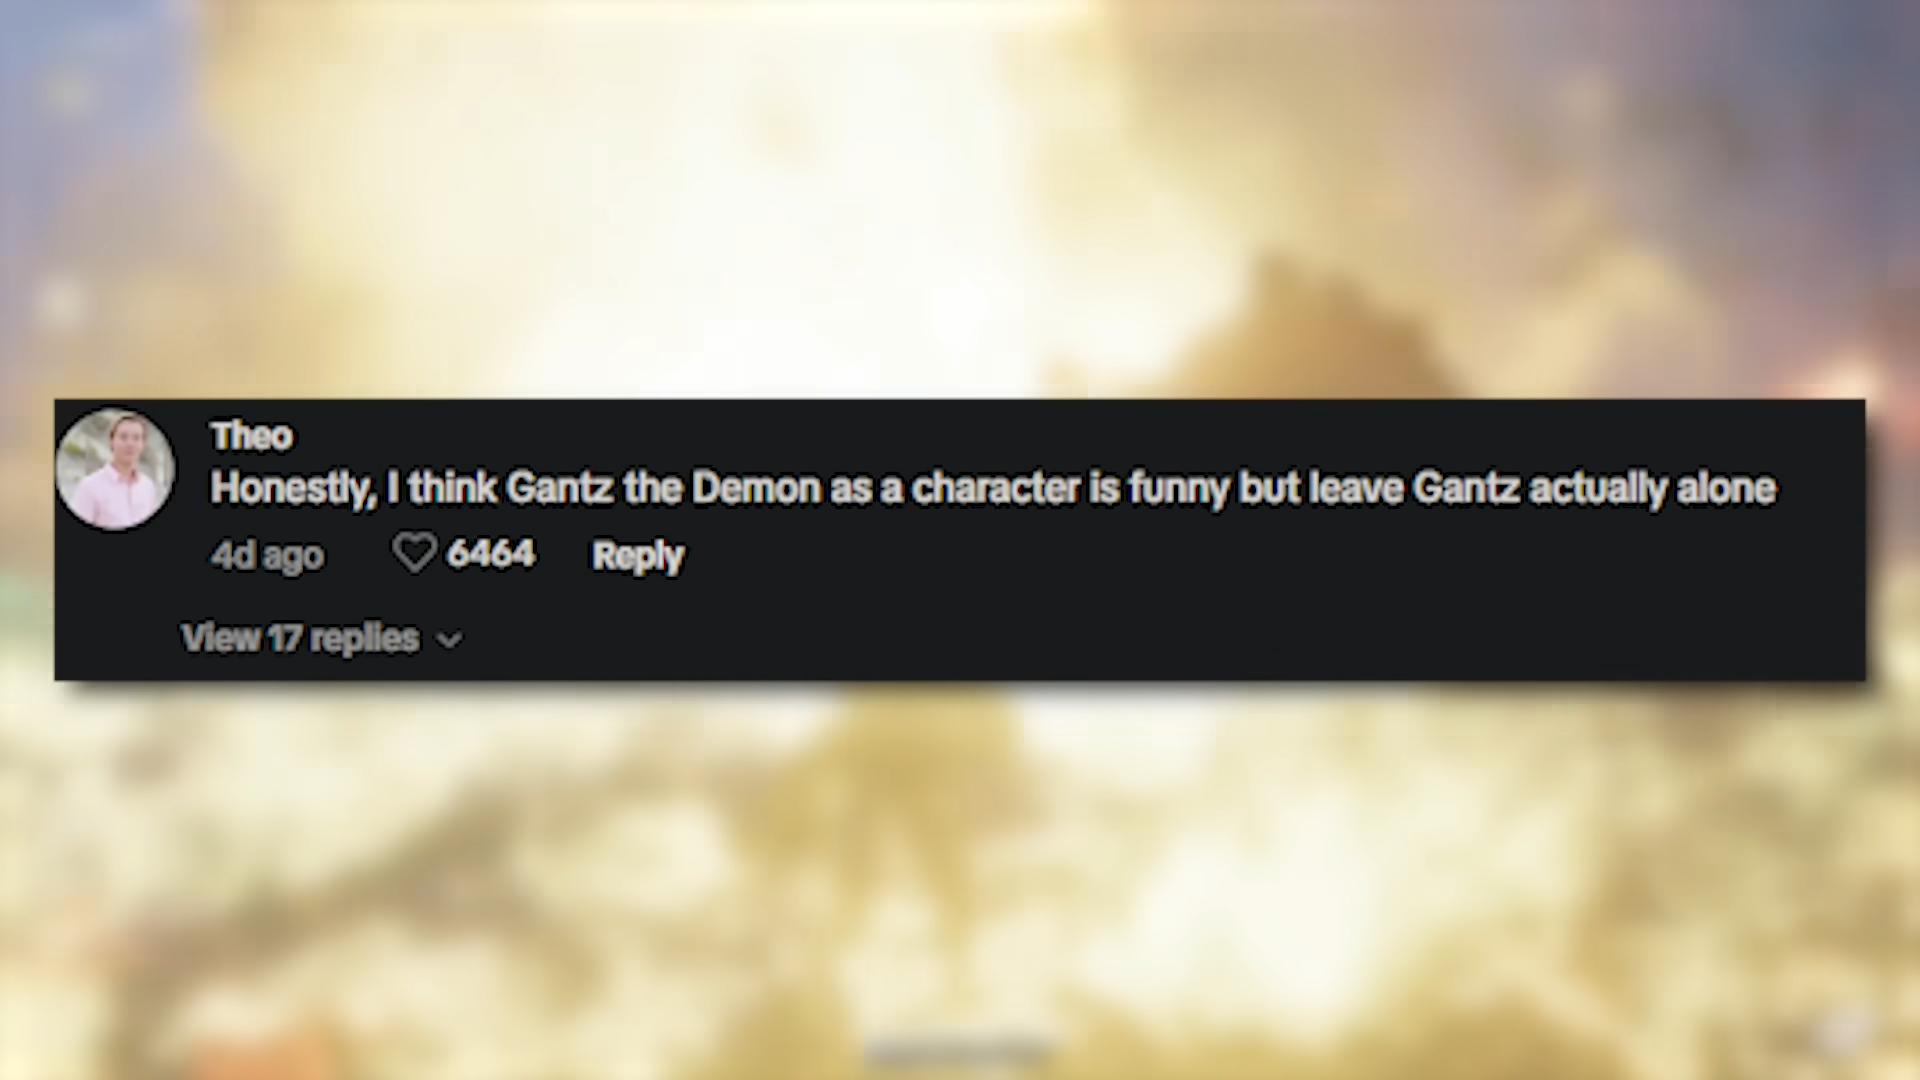 Theo
Honestly, I think Gantz the Demon as a character is funny but leave Gantz actually alone
4d ago 6464 Reply
View 17 replies